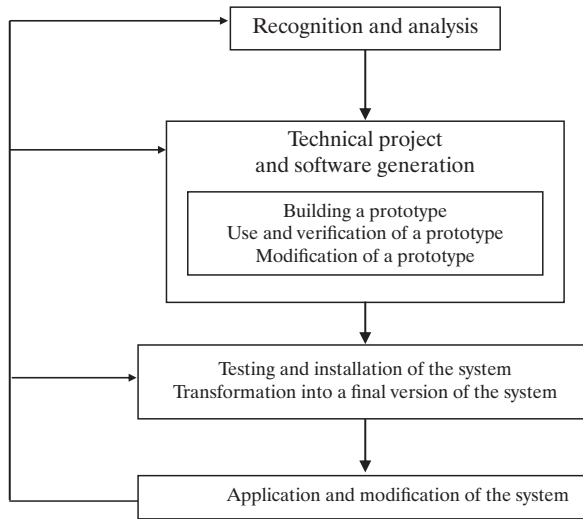 Recognition and analysis
Technical project
and software generation
Building a prototype
Use and verification of a prototype
Modification of a prototype
Testing and installation of the system
Transformation into a final version of the system
Application and modification of the system